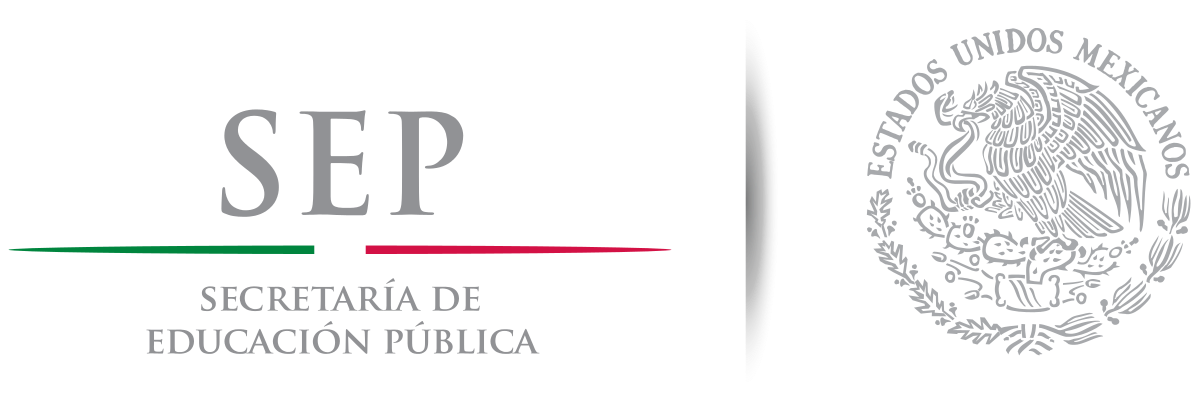 SEP
SECRETARÍA DE
EDUCACIÓN PÚBLICA
ESTADOS UNIDOS MEXICANOS